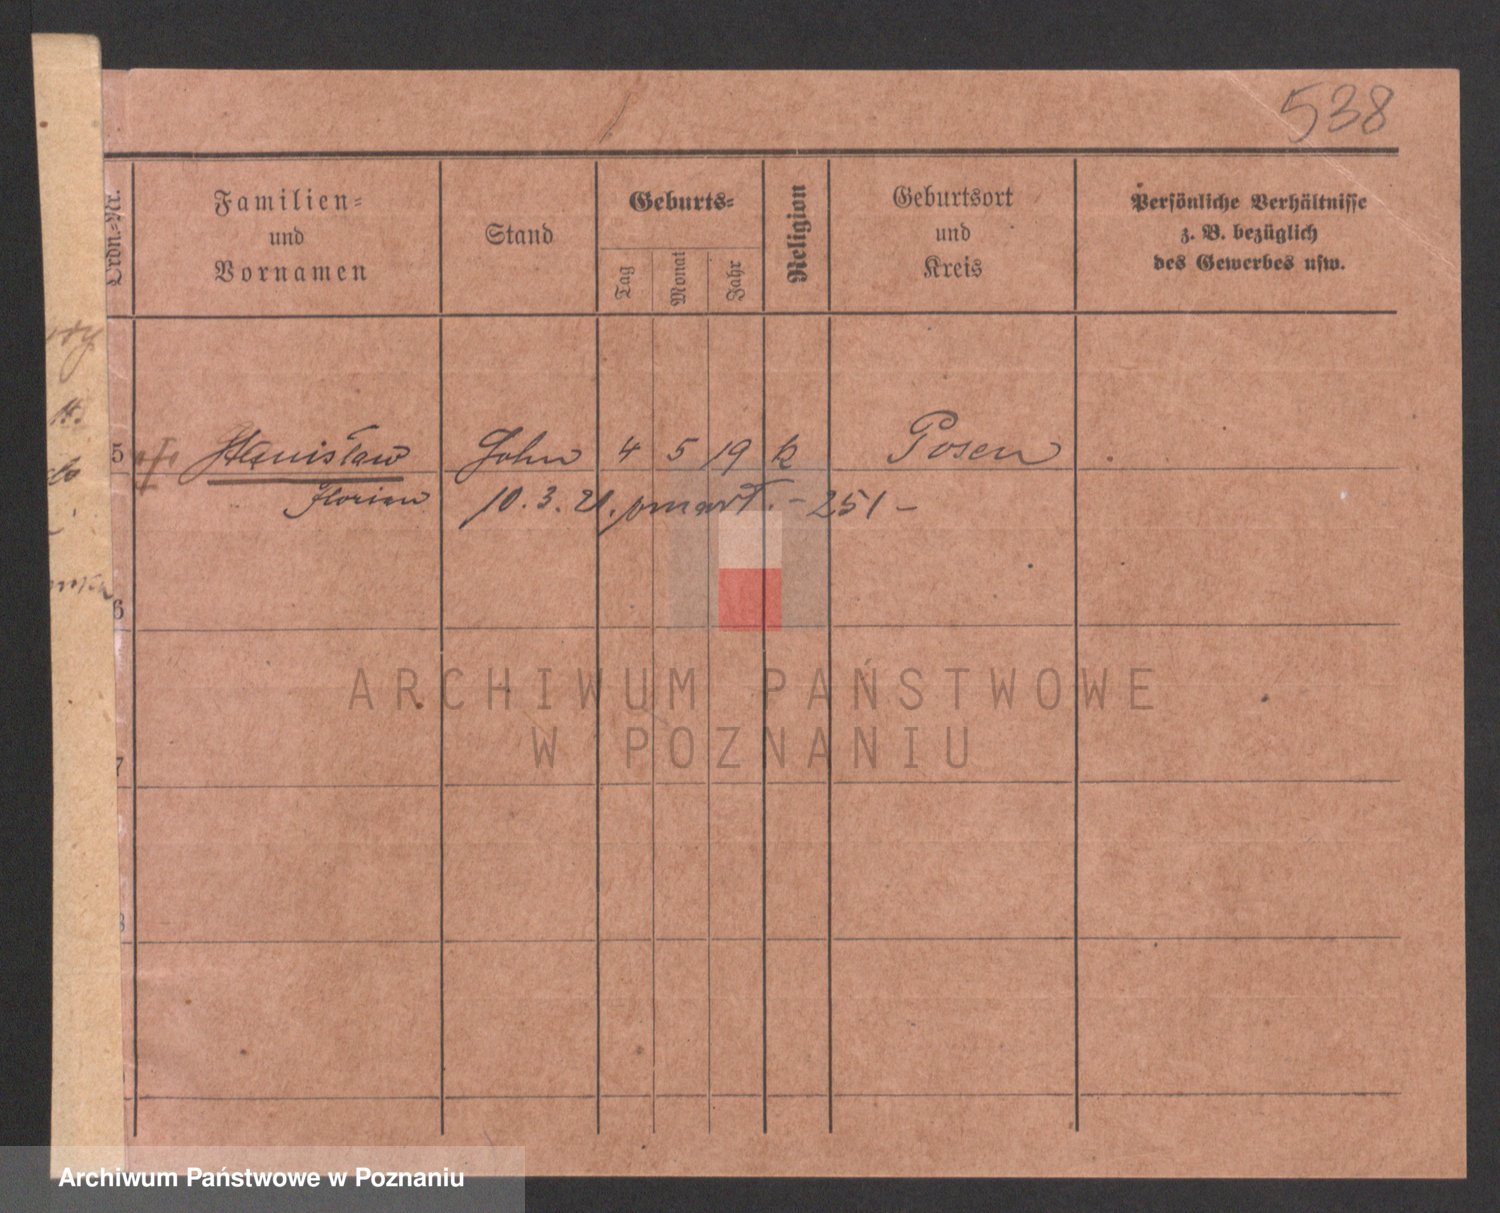 538
Ordn.-Nr.
Familien-
und
Vornamen
Stand
Geburts-
Tag
Monat
Jahr
Religion
Geburtsort
und
Kreis
Persönliche Verhältnisse
z. B. bezüglich
des Gewerbes usw.
5 Stanisław Sohn 4 5 19 k Posen
Florian 10.3.21. zmarł. – 251 –
6
7
8
ARCHIWUM PAŃSTWOWE
W POZNANIU
Archiwum Państwowe w Poznaniu